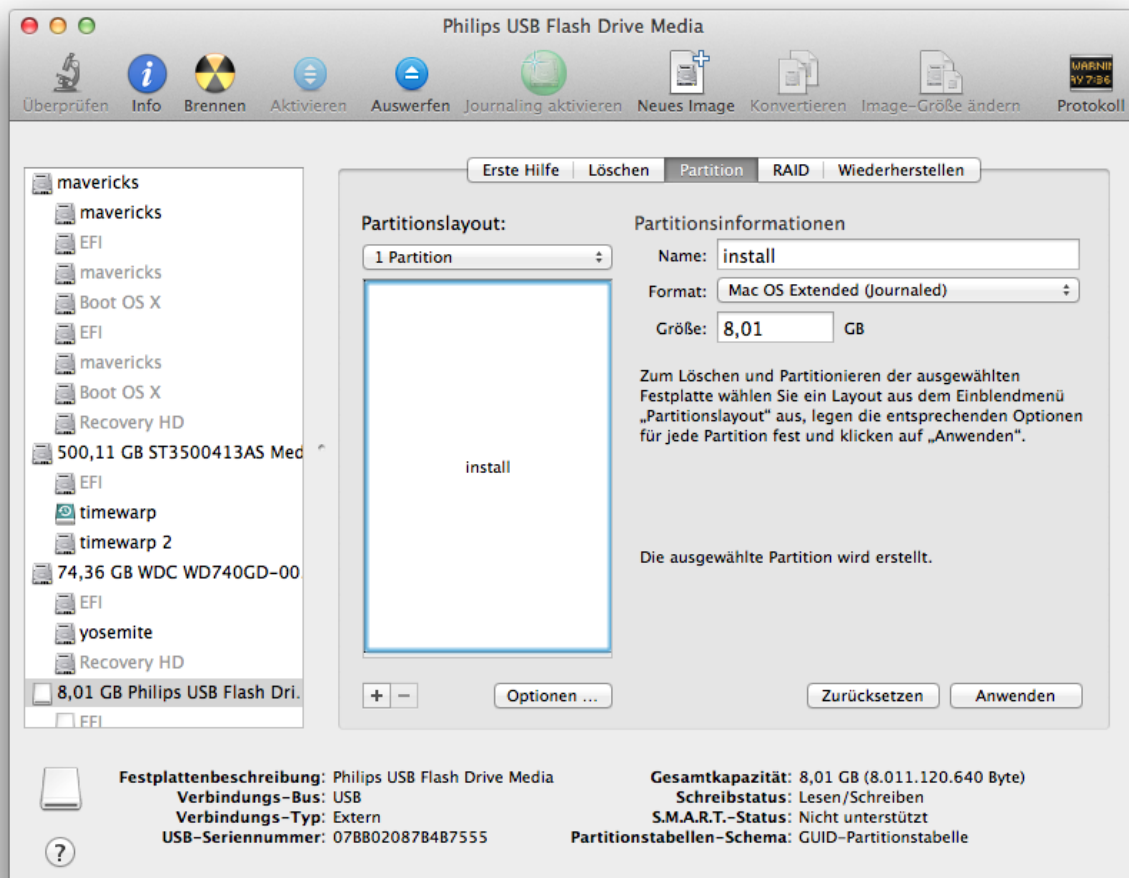 Philips USB Flash Drive Media
Überprüfen Info Brennen Aktivieren Auswerfen Journaling aktivieren Neues Image Konvertieren Image-Größe ändern Protokoll
WARNIN
AY 7:36
mavericks
mavericks
EFI
mavericks
Boot OS X
EFI
mavericks
Boot OS X
Recovery HD
500,11 GB ST3500413AS Med
EFI
timewarp
timewarp 2
74,36 GB WDC WD740GD-00
EFI
yosemite
Recovery HD
8,01 GB Philips USB Flash Dri...
EFI
Erste Hilfe Löschen Partition RAID Wiederherstellen
Partitionslayout:
1 Partition
install
+ − Optionen ...
Partitionsinformationen
Name: install
Format: Mac OS Extended (Journaled)
Größe: 8,01 GB
Zum Löschen und Partitionieren der ausgewählten
Festplatte wählen Sie ein Layout aus dem Einblendmenü
„Partitionslayout“ aus, legen die entsprechenden Optionen
für jede Partition fest und klicken auf „Anwenden“.
Die ausgewählte Partition wird erstellt.
Zurücksetzen Anwenden
Festplattenbeschreibung: Philips USB Flash Drive Media
Verbindungs-Bus: USB
Verbindungs-Typ: Extern
USB-Seriennummer: 07BB02087B4B7555
Gesamtkapazität: 8,01 GB (8.011.120.640 Byte)
Schreibstatus: Lesen/Schreiben
S.M.A.R.T.-Status: Nicht unterstützt
Partitionstabellen-Schema: GUID-Partitionstabelle
?